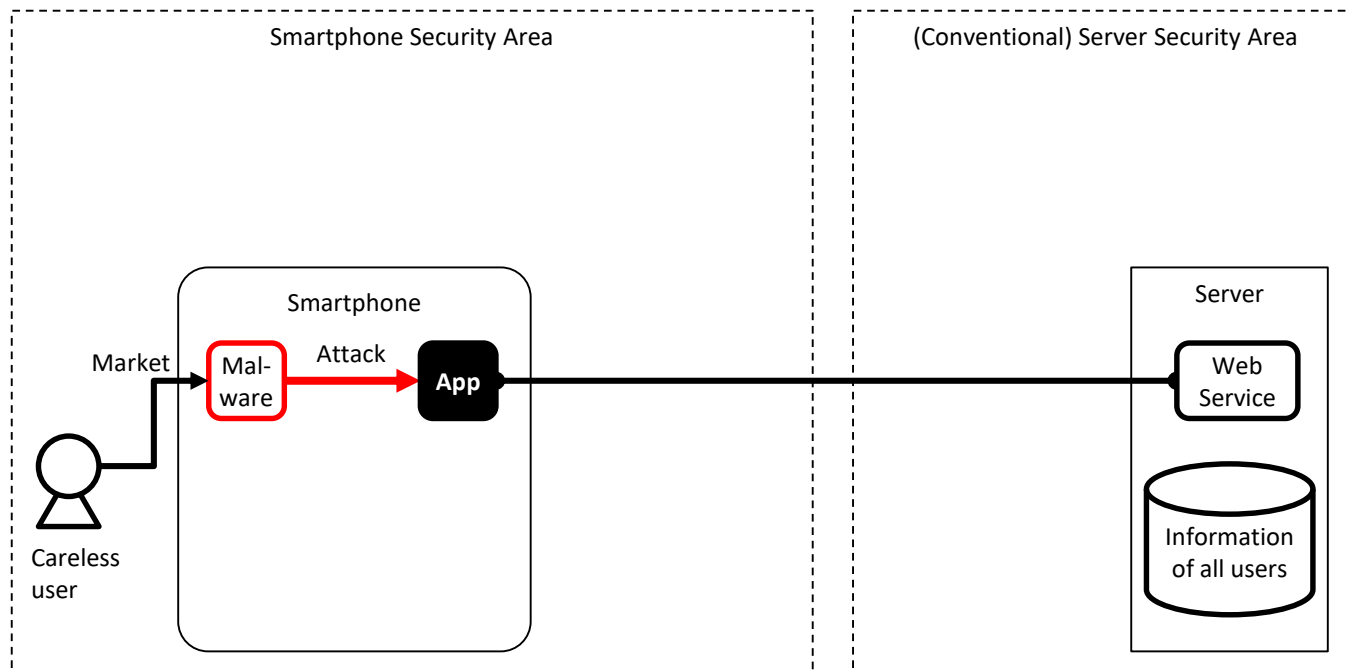 Smartphone Security Area
(Conventional) Server Security Area
Smartphone
Server
Market
Mal-
ware
Attack
App
Web
Service
Careless
user
Information
of all users